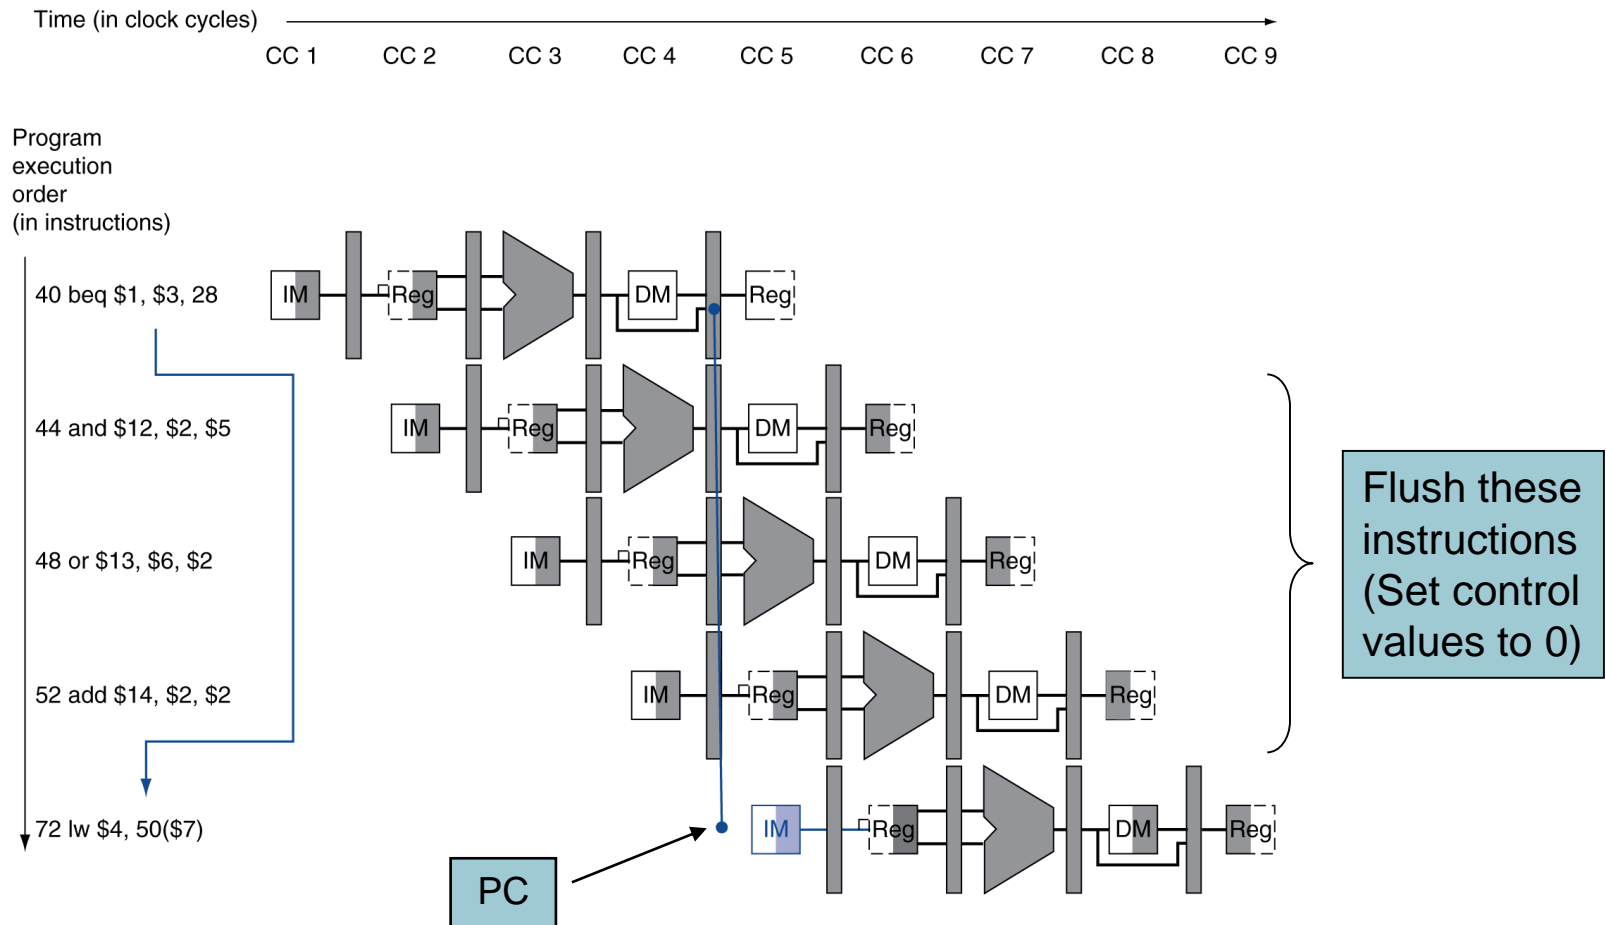 Time (in clock cycles)
CC 1 CC 2 CC 3 CC 4 CC 5 CC 6 CC 7 CC 8 CC 9
Program
execution
order
(in instructions)
40 beq $1, $3, 28
IM Reg DM Reg
44 and $12, $2, $5
IM Reg DM Reg
48 or $13, $6, $2
IM Reg DM Reg
52 add $14, $2, $2
IM Reg DM Reg
72 lw $4, 50($7)
IM Reg DM Reg
PC
Flush these
instructions
(Set control
values to 0)